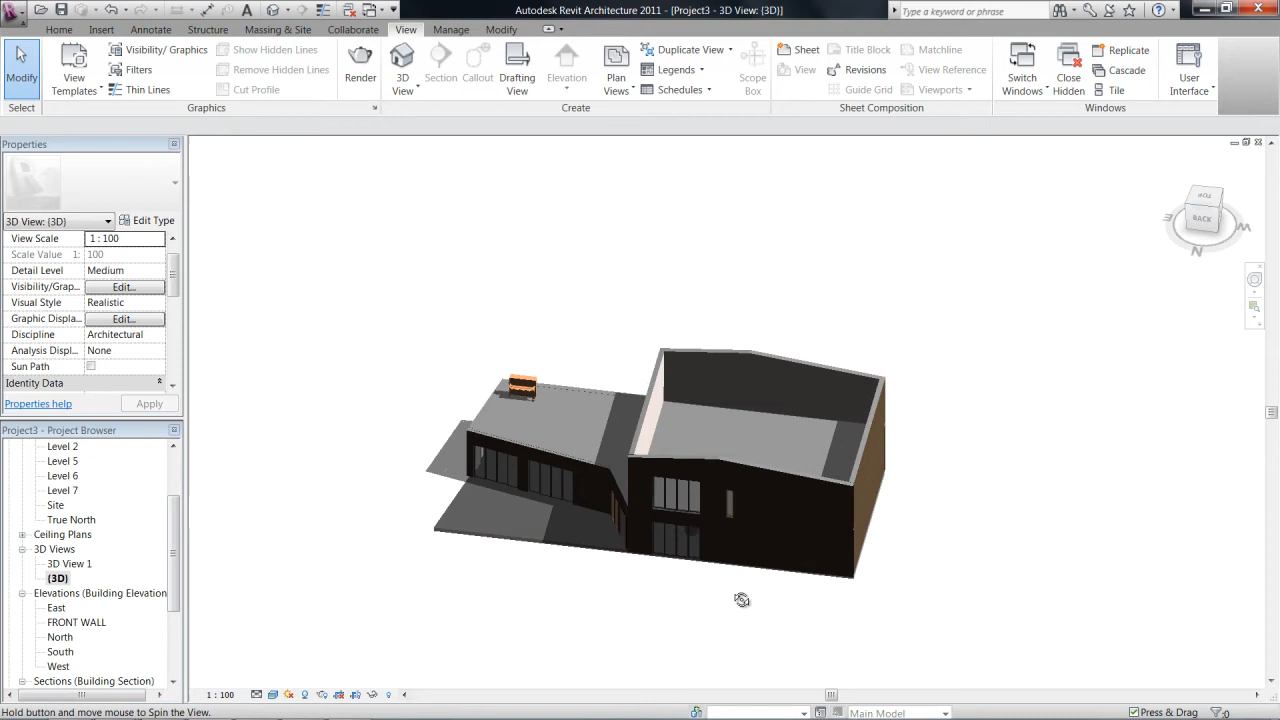 Autodesk Revit Architecture 2011 - [Project3 - 3D View: {3D}]
Type a keyword or phrase
Home Insert Annotate Structure Massing & Site Collaborate View Manage Modify
Modify
View Templates
Visibility/ Graphics
Filters
Thin Lines
Show Hidden Lines
Remove Hidden Lines
Cut Profile
Render
3D View
Section
Callout
Drafting View
Elevation
Plan Views
Duplicate View
Legends
Schedules
Scope Box
Sheet
View
Title Block
Revisions
Guide Grid
Matchline
View Reference
Viewports
Switch Windows
Close Hidden
Replicate
Cascade
Tile
User Interface
Select Graphics Create Sheet Composition Windows
Properties
3D View: {3D} Edit Type
View Scale 1 : 100
Scale Value 1: 100
Detail Level Medium
Visibility/Grap... Edit...
Visual Style Realistic
Graphic Displa... Edit...
Discipline Architectural
Analysis Displ... None
Sun Path
Identity Data
Properties help Apply
Project3 - Project Browser
Level 2
Level 5
Level 6
Level 7
Site
True North
Ceiling Plans
3D Views
3D View 1
{3D}
Elevations (Building Elevation
East
FRONT WALL
North
South
West
Sections (Building Section)
TOP
BACK
E
W
N
1 : 100
Hold button and move mouse to Spin the View.
Main Model
Press & Drag
:0